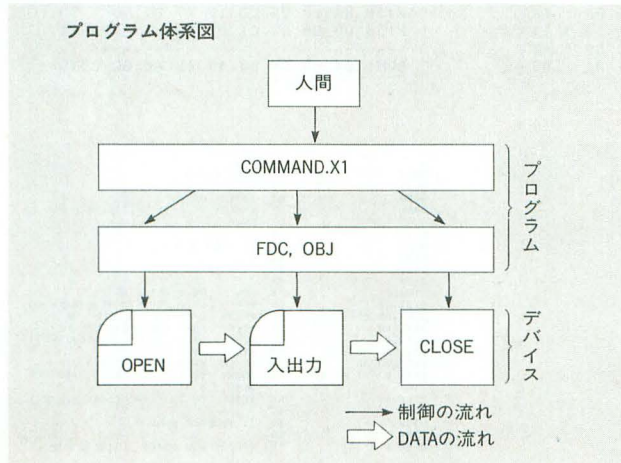 プログラム体系図
人間
COMMAND.X1
プログラム
FDC, OBJ
OPEN
入出力
CLOSE
デバイス
制御の流れ
DATAの流れ